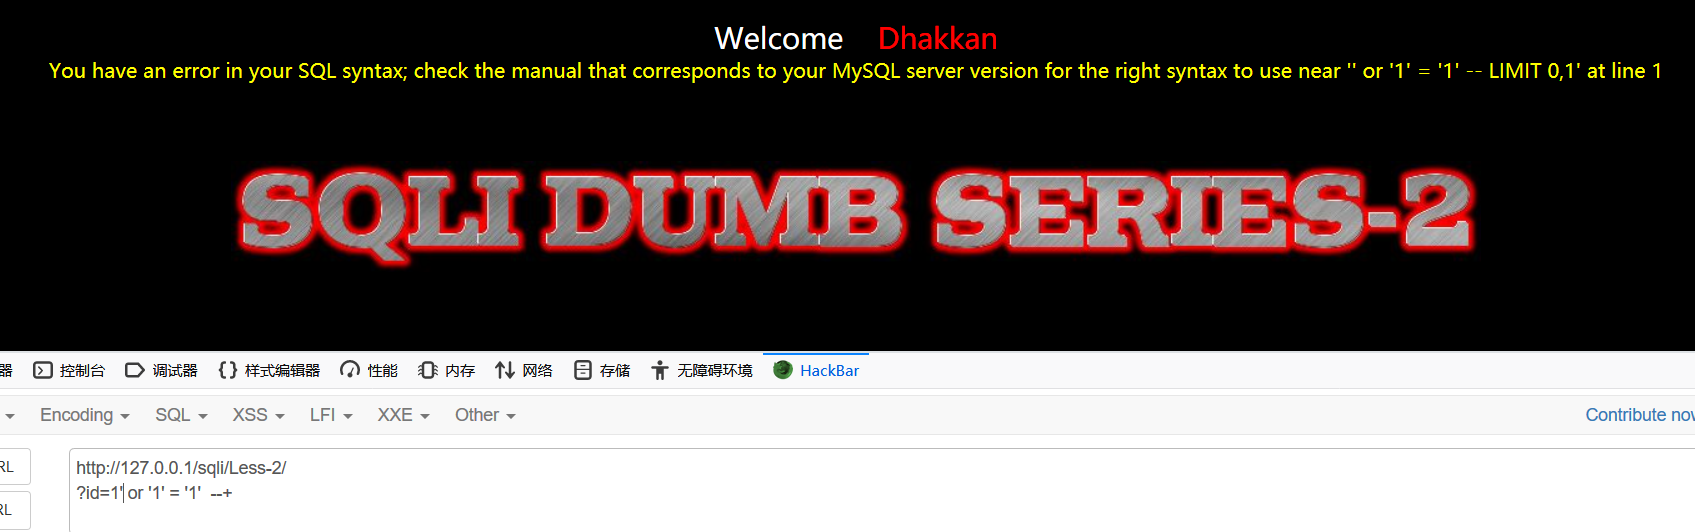 Welcome Dhakkan
You have an error in your SQL syntax; check the manual that corresponds to your MySQL server version for the right syntax to use near '' or '1' = '1' -- LIMIT 0,1' at line 1
SQLI DUMB SERIES-2
器 控制台 调试器 样式编辑器 性能 内存 网络 存储 无障碍环境 HackBar
Encoding SQL XSS LFI XXE Other Contribute nov
RL
http://127.0.0.1/sqli/Less-2/
?id=1' or '1' = '1' --+
RL